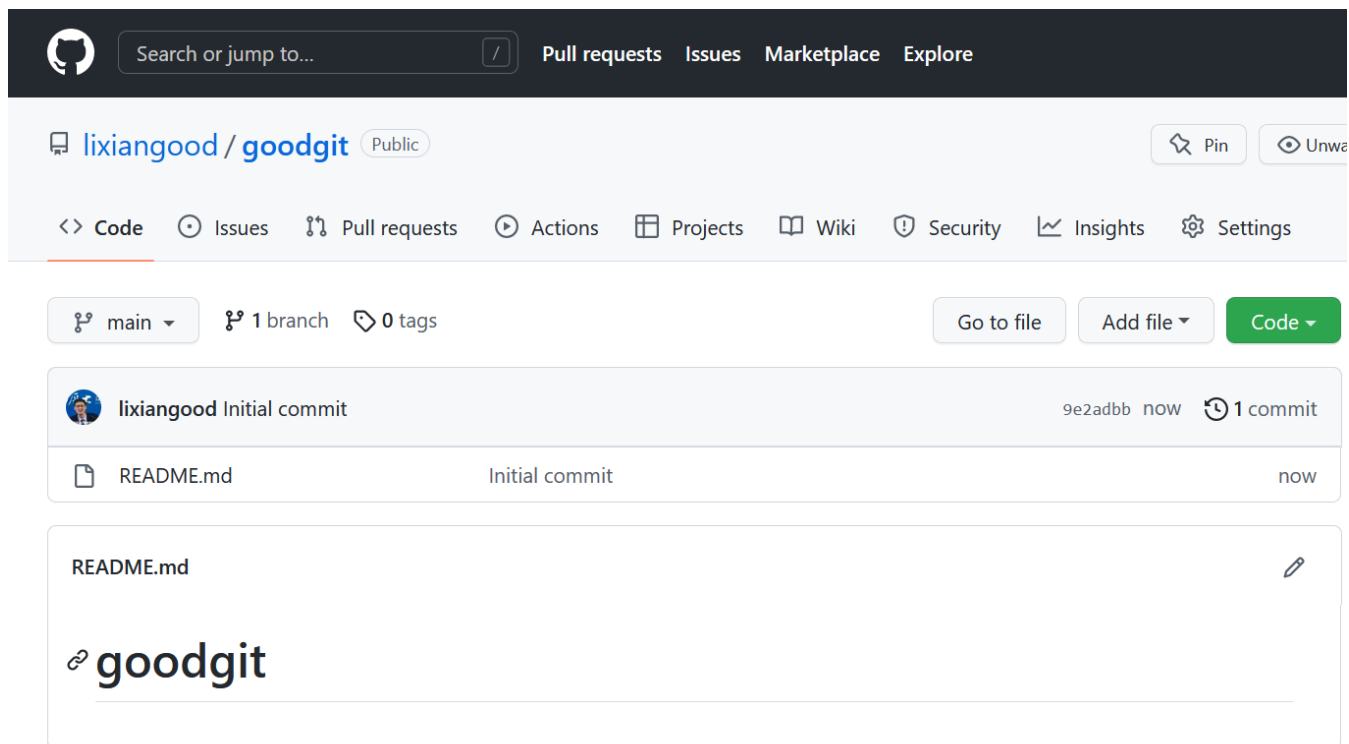 Search or jump to... / Pull requests Issues Marketplace Explore
lixiangood / goodgit Public Pin
Code Issues Pull requests Actions Projects Wiki Security Insights Settings
main 1 branch 0 tags Go to file Add file Code
lixiangood Initial commit 9e2adbb now 1 commit
README.md Initial commit now
README.md
goodgit